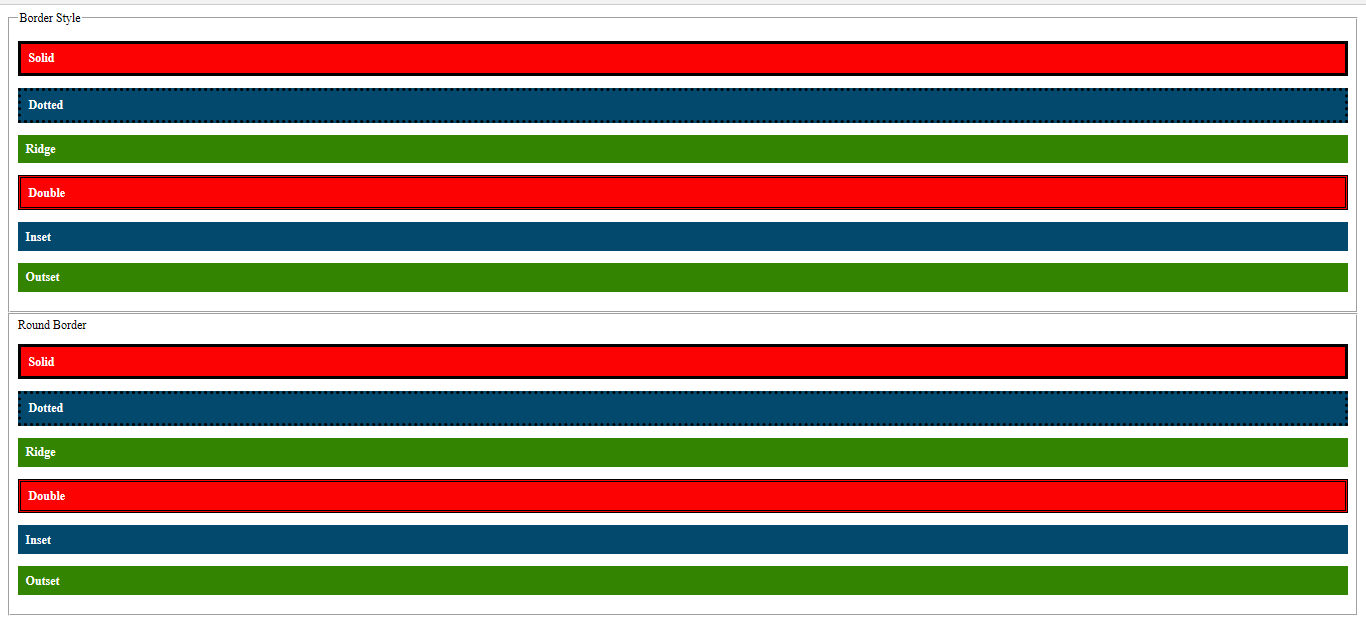 Border Style
Solid
Dotted
Ridge
Double
Inset
Outset
Round Border
Solid
Dotted
Ridge
Double
Inset
Outset